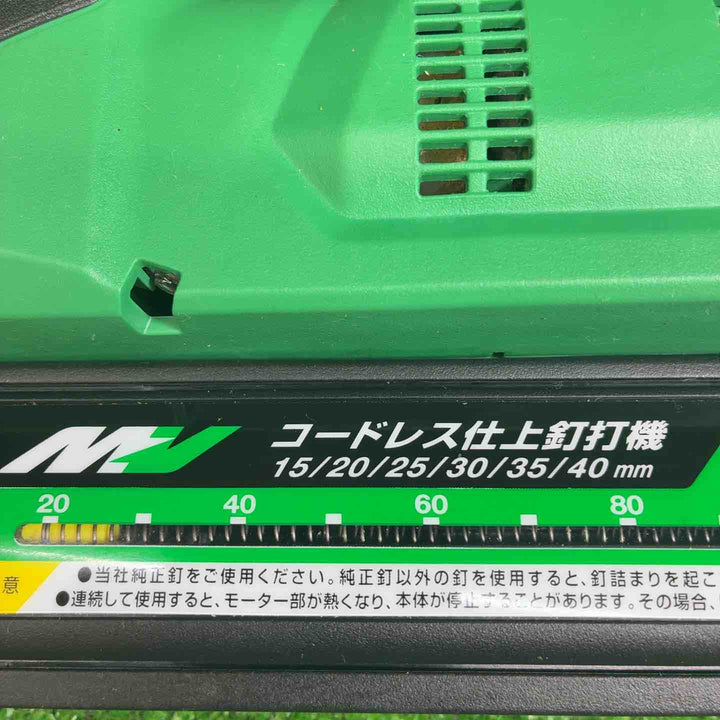 MV コードレス仕上釘打機
15/20/25/30/35/40 mm
20 40 60 80
意 ●当社純正釘をご使用ください。純正釘以外の釘を使用すると、釘詰まりを起こ
●連続して使用すると、モーター部が熱くなり、本体が停止することがあります。その場合、